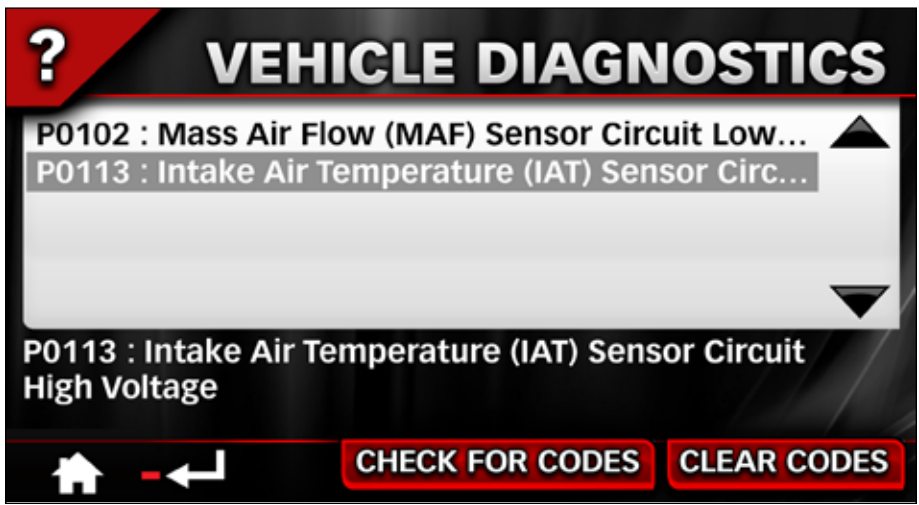 ?
VEHICLE DIAGNOSTICS
P0102 : Mass Air Flow (MAF) Sensor Circuit Low...
P0113 : Intake Air Temperature (IAT) Sensor Circ...
P0113 : Intake Air Temperature (IAT) Sensor Circuit
High Voltage
CHECK FOR CODES
CLEAR CODES